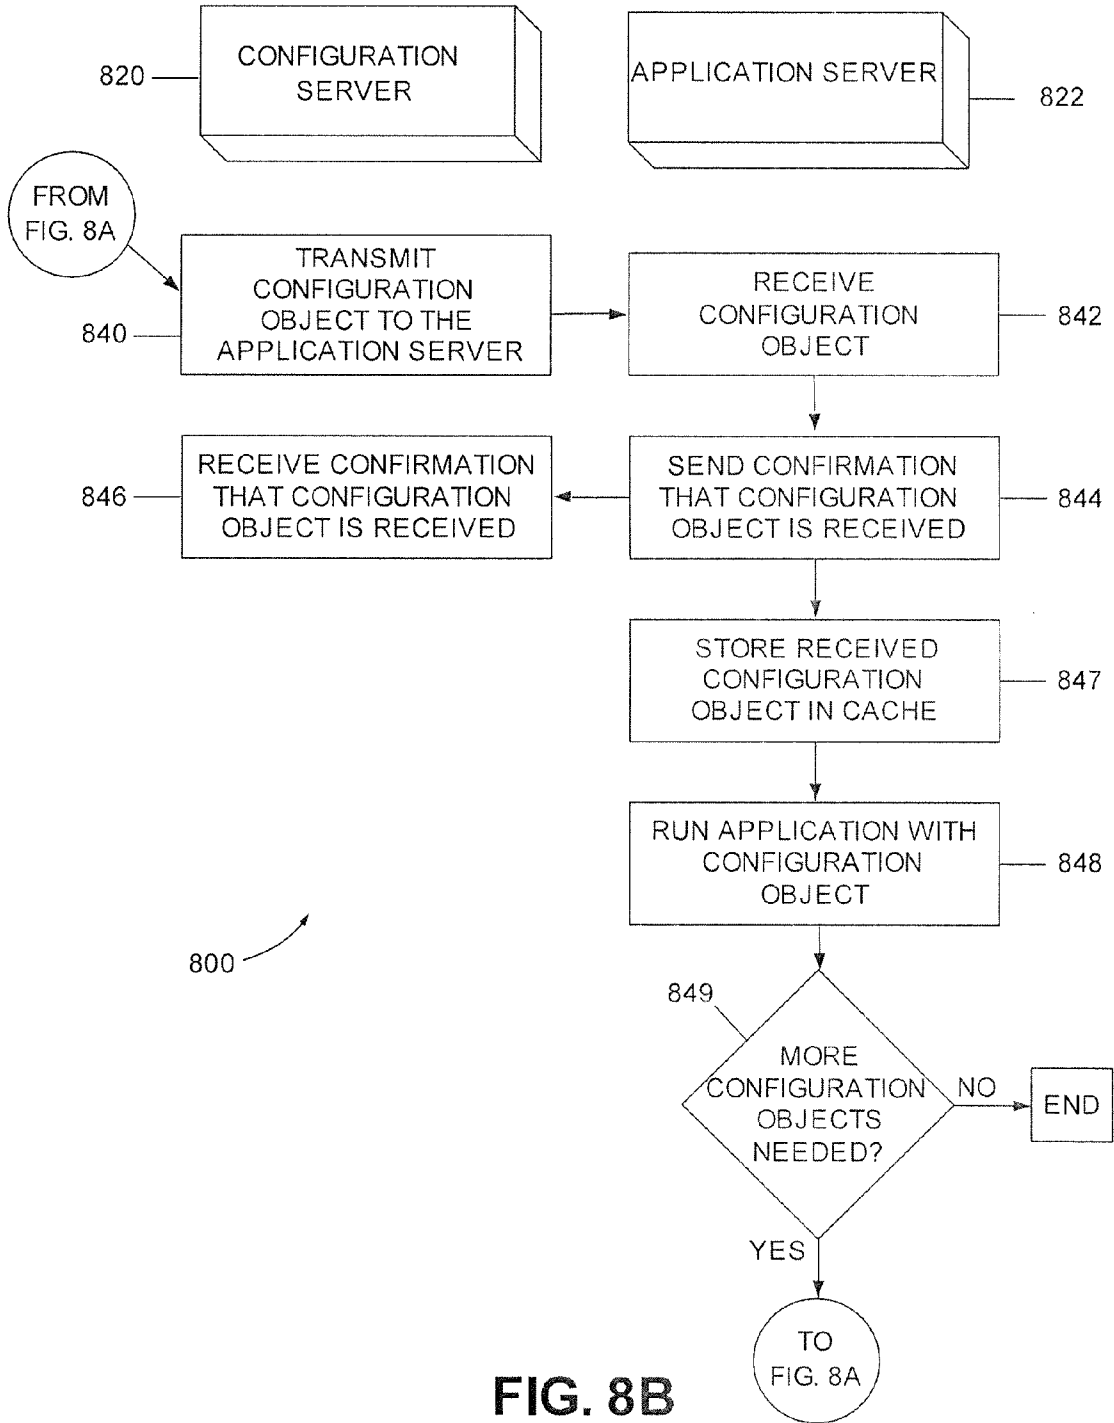 CONFIGURATION
SERVER
820
APPLICATION SERVER
822
FROM
FIG. 8A
TRANSMIT
CONFIGURATION
OBJECT TO THE
APPLICATION SERVER
840
RECEIVE
CONFIGURATION
OBJECT
842
RECEIVE CONFIRMATION
THAT CONFIGURATION
OBJECT IS RECEIVED
846
SEND CONFIRMATION
THAT CONFIGURATION
OBJECT IS RECEIVED
844
STORE RECEIVED
CONFIGURATION
OBJECT IN CACHE
847
RUN APPLICATION WITH
CONFIGURATION
OBJECT
848
800
849
MORE
CONFIGURATION
OBJECTS
NEEDED?
NO
END
YES
TO
FIG. 8A
FIG. 8B